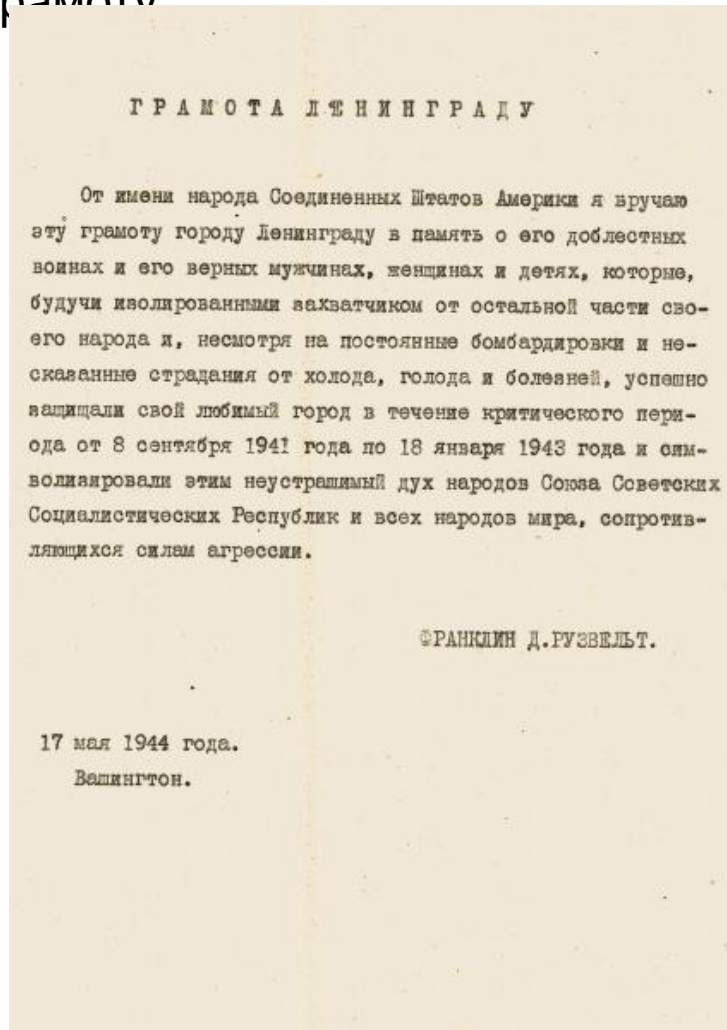 грамоту
ГРАМОТА ЛЕНИНГРАДУ
От имени народа Соединенных Штатов Америки я вручаю
эту грамоту городу Ленинграду в память о его доблестных
воинах и его верных мужчинах, женщинах и детях, которые,
будучи изолированными захватчиком от остальной части сво-
его народа и, несмотря на постоянные бомбардировки и не-
сказанные страдания от холода, голода и болезней, успешно
защищали свой любимый город в течение критического пери-
ода от 8 сентября 1941 года по 18 января 1943 года и сим-
волизировали этим неустрашимый дух народов Союза Советских
Социалистических Республик и всех народов мира, сопротив-
ляющихся силам агрессии.
ФРАНКЛИН Д.РУЗВЕЛЬТ.
17 мая 1944 года.
Вашингтон.